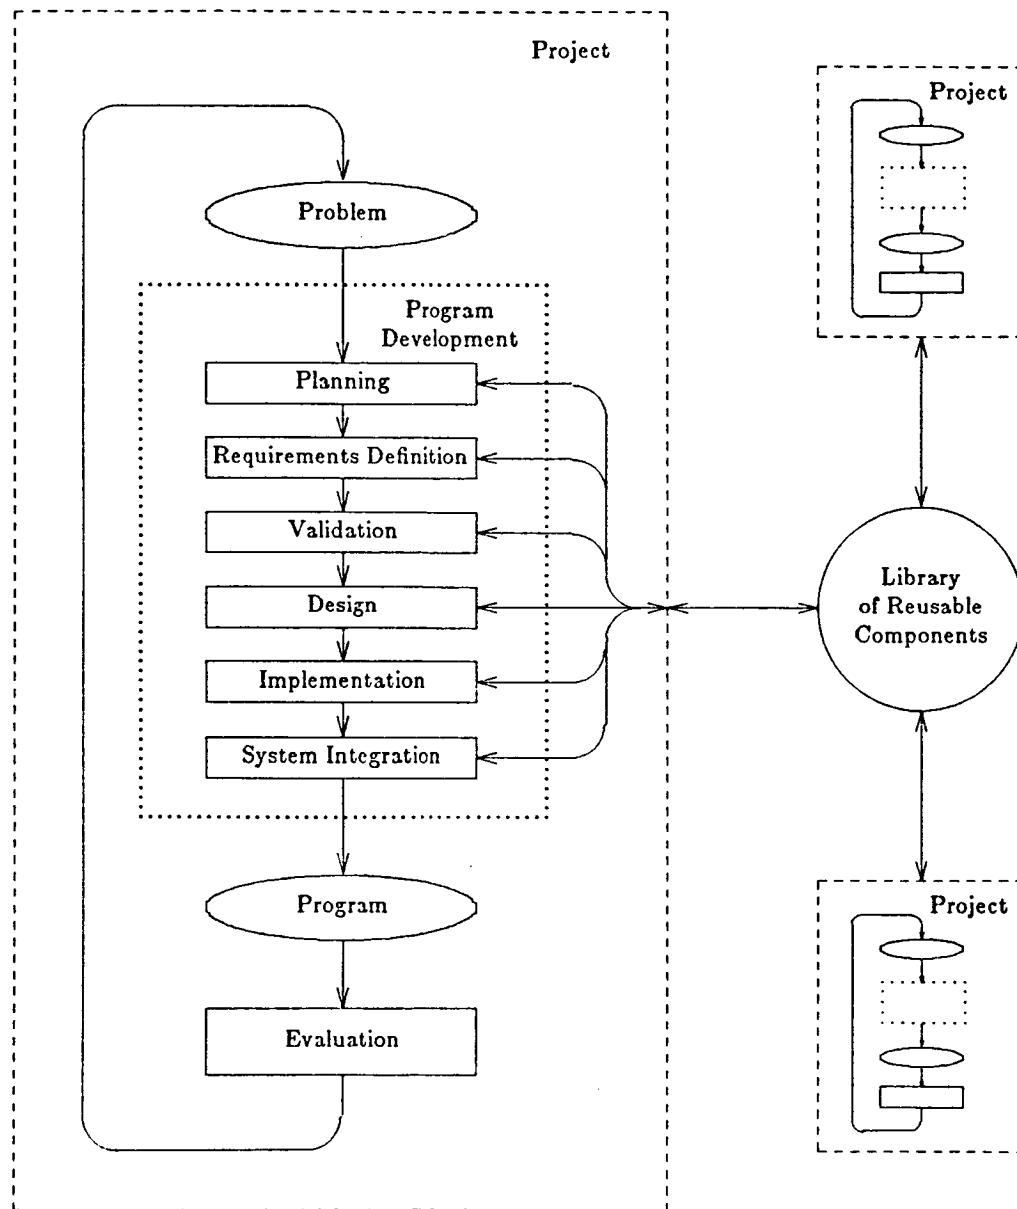 Project
Problem
Program
Development
Planning
Requirements Definition
Validation
Design
Implementation
System Integration
Program
Evaluation
Project
Library
of Reusable
Components
Project